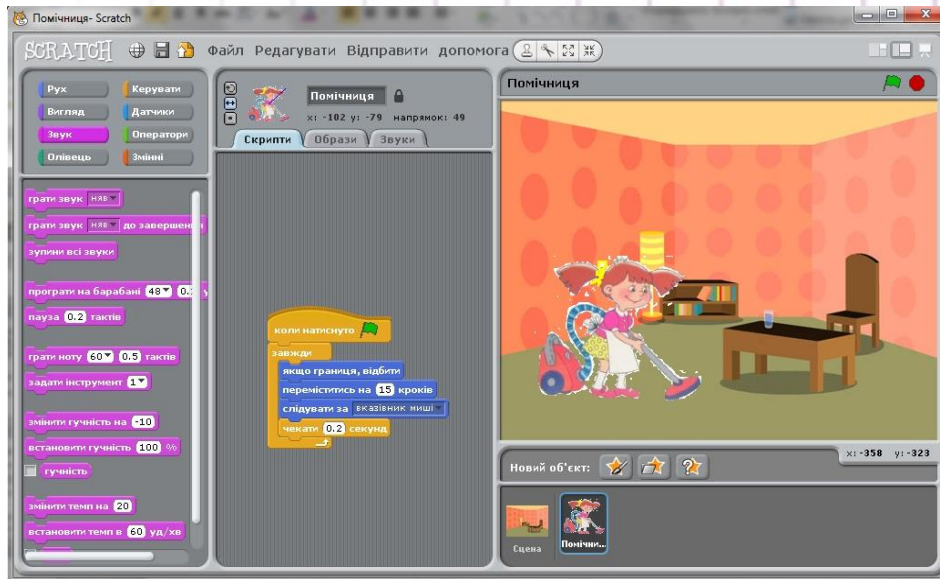 Помічниця- Scratch
SCRATCH Файл Редагувати Відправити допомога
Рух Керувати
Вигляд Датчики
Звук Оператори
Олівець Змінні
грати звук няв
грати звук няв до завершен
зупини всі звуки
програти на барабані 48 0.
пауза 0.2 тактів
грати ноту 60 0.5 тактів
задати інструмент 1
змінити гучність на -10
встановити гучність 100 %
гучність
змінити темп на 20
встановити темп в 60 уд/хв
Помічниця
x: -102 y: -79 напрямок: 49
Скрипти Образи Звуки
коли натиснуто
завжди
якщо границя, відбити
переміститись на 15 кроків
слідувати за вказівник миші
чекати 0.2 секунд
Помічниця
x: -358 y: -323
Новий об'єкт:
Сцена
Помічни...